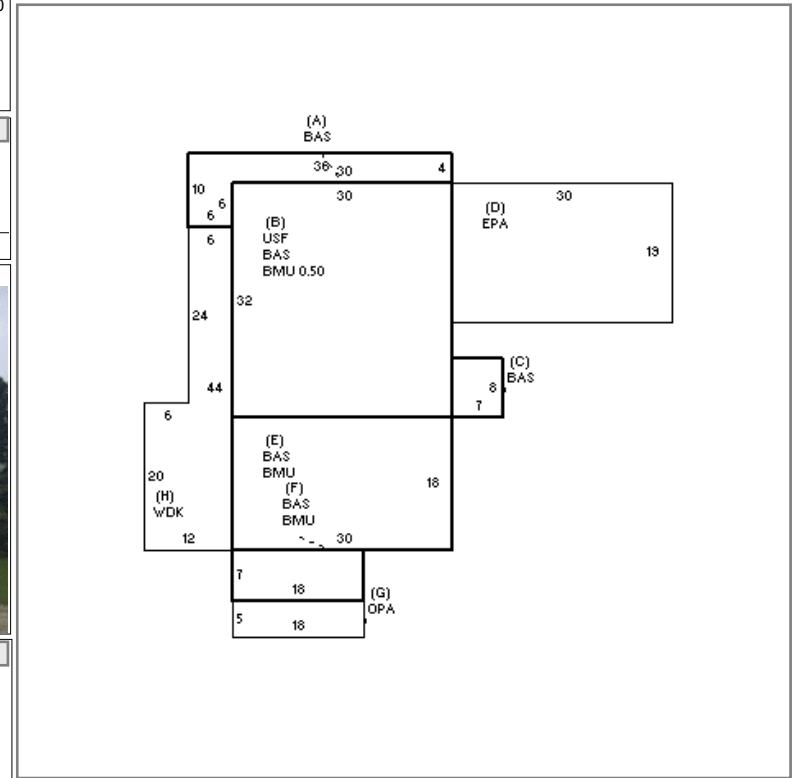 (A)
BAS
36 30 4
10
30
30
6
6
(B)
USF
BAS
BMU 0.50
(D)
EPA
6
19
32
24
(C)
BAS
44
8
6
7
(E)
BAS
BMU
18
20
(F)
BAS
BMU
(H)
WDK
12
30
7
18
(G)
OPA
5
18